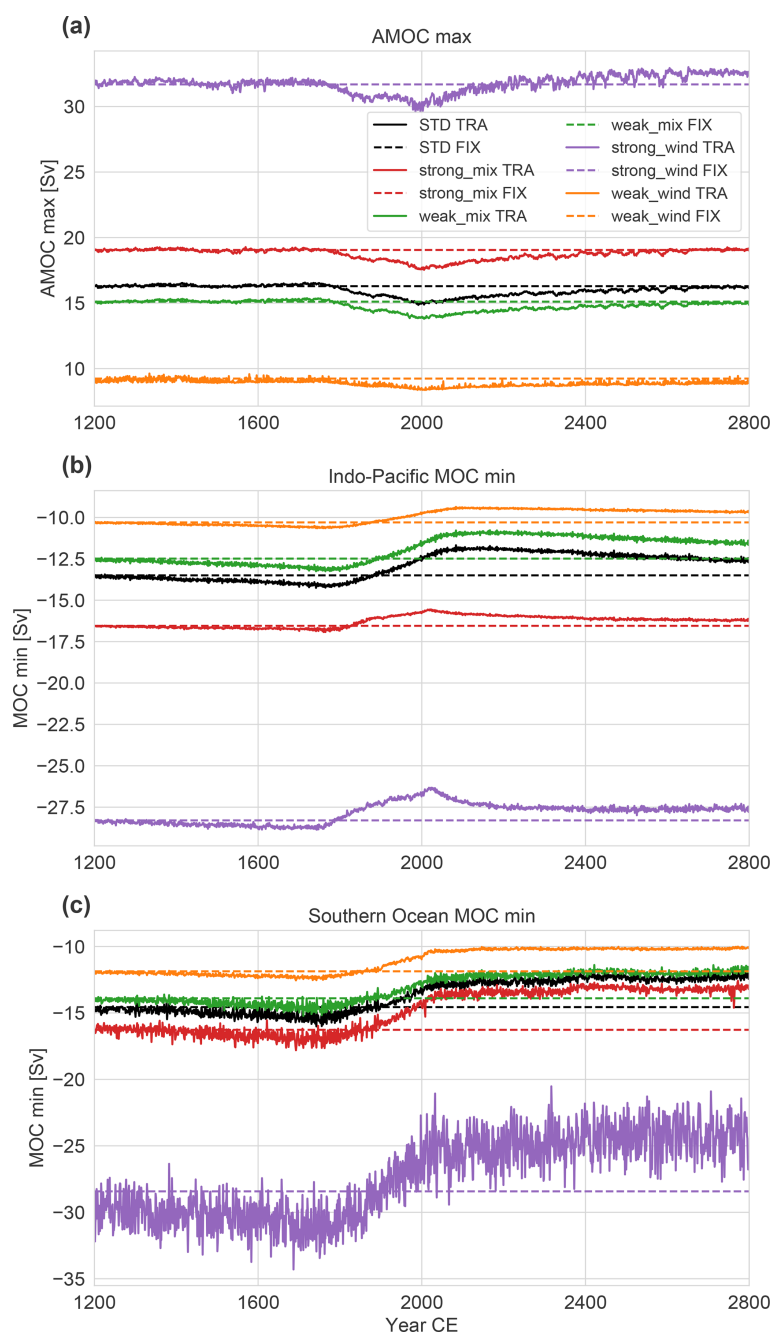 (a)
AMOC max
AMOC max [Sv]
30
25
20
15
10
STD TRA
STD FIX
strong_mix TRA
strong_mix FIX
weak_mix TRA
weak_mix FIX
strong_wind TRA
strong_wind FIX
weak_wind TRA
weak_wind FIX
1200 1600 2000 2400 2800
(b)
Indo-Pacific MOC min
MOC min [Sv]
−10.0
−12.5
−15.0
−17.5
−20.0
−22.5
−25.0
−27.5
1200 1600 2000 2400 2800
(c)
Southern Ocean MOC min
MOC min [Sv]
−10
−15
−20
−25
−30
−35
1200 1600 2000 2400 2800
Year CE